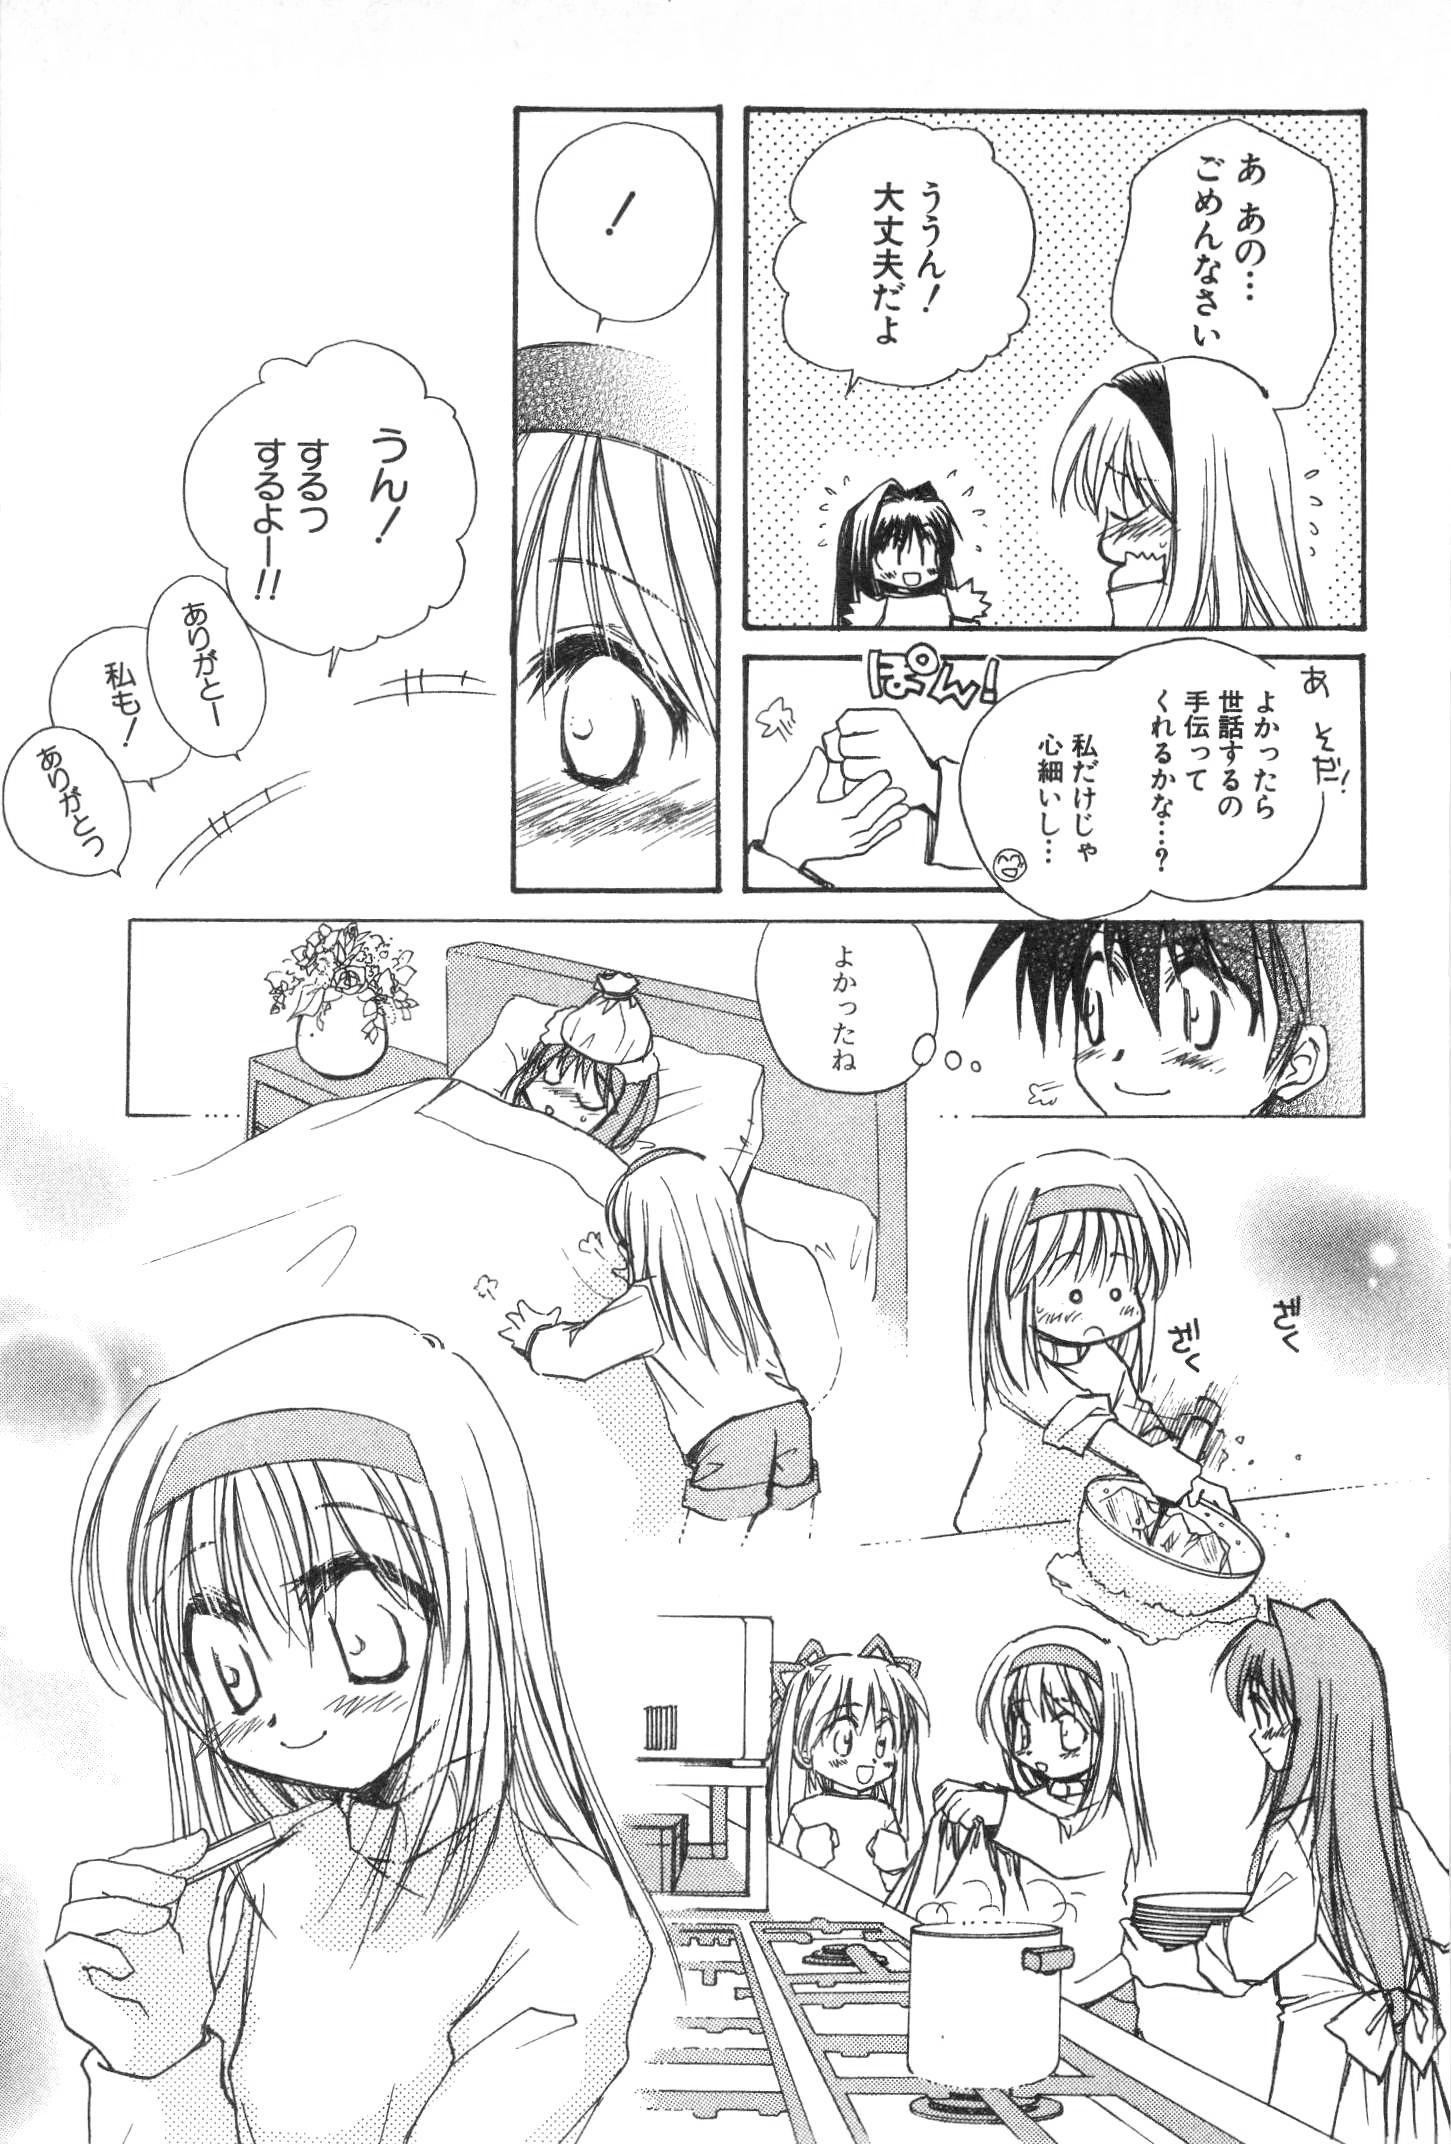 あ あの…
ごめんなさい
ううん！
大丈夫だよ
あ そだ！
よかったら
世話するの
手伝って
くれるかな…？
私だけじゃ
心細いし…
ぽん！
！
うん！
するっ
するよー!!
ありがとー
私も！
ありがとっ
よかったね
ざく
ざく